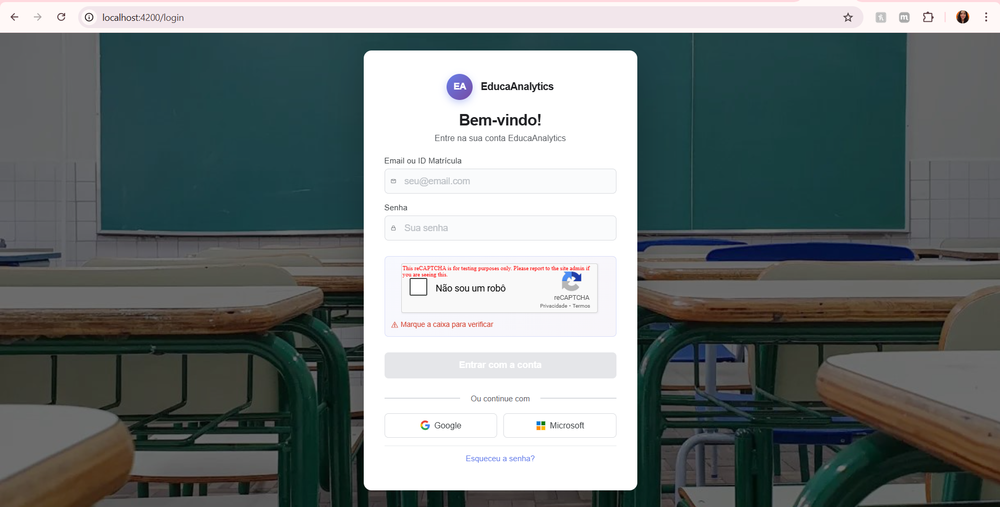 localhost:4200/login
EA
EducaAnalytics
Bem-vindo!
Entre na sua conta EducaAnalytics
Email ou ID Matrícula
seu@email.com
Senha
Sua senha
This reCAPTCHA is for testing purposes only. Please report to the site admin if
you are seeing this.
Não sou um robô
reCAPTCHA
Privacidade - Termos
Marque a caixa para verificar
Entrar com a conta
Ou continue com
Google
Microsoft
Esqueceu a senha?